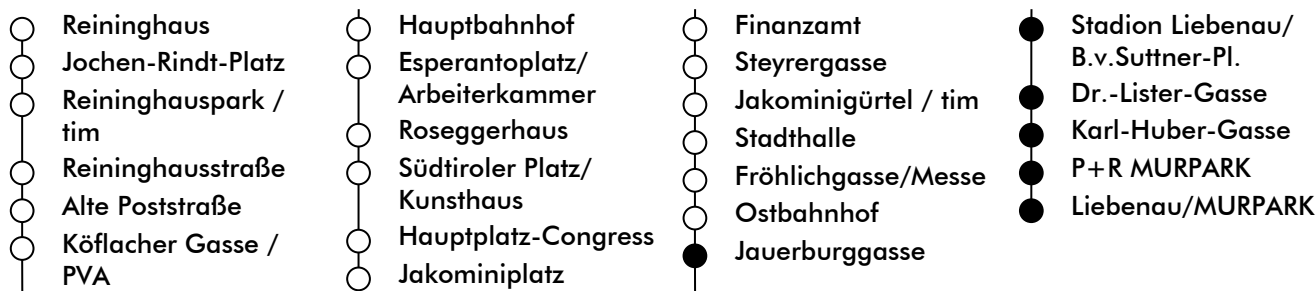 Reininghaus
Jochen-Rindt-Platz
Reininghauspark /
tim
Reininghausstraße
Alte Poststraße
Köflacher Gasse /
PVA
Hauptbahnhof
Esperantoplatz/
Arbeiterkammer
Roseggerhaus
Südtiroler Platz/
Kunsthaus
Hauptplatz-Congress
Jakominiplatz
Finanzamt
Steyrergasse
Jakominigürtel / tim
Stadthalle
Fröhlichgasse/Messe
Ostbahnhof
Jauerburggasse
Stadion Liebenau/
B.v.Suttner-Pl.
Dr.-Lister-Gasse
Karl-Huber-Gasse
P+R MURPARK
Liebenau/MURPARK